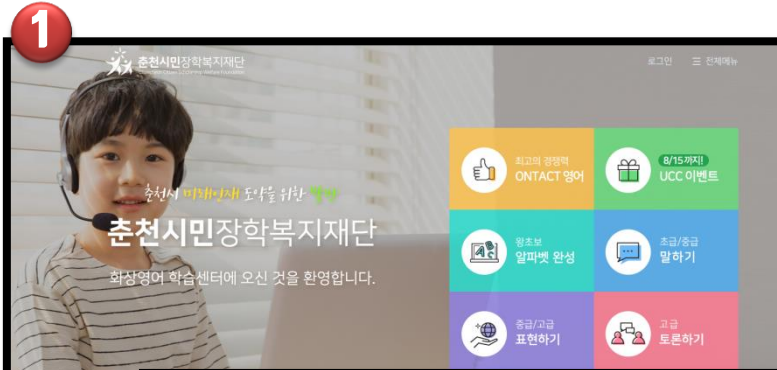 1
춘천시민장학복지재단
로그인
전체메뉴
춘천시 미래인재 도약을 위한
춘천시민장학복지재단
화상영어 학습센터에 오신 것을 환영합니다.
최고의 경쟁력
ONTACT 영어
8/15까지!
UCC 이벤트
왕초보
알파벳 완성
초급/중급
말하기
중급/고급
표현하기
고급
토론하기